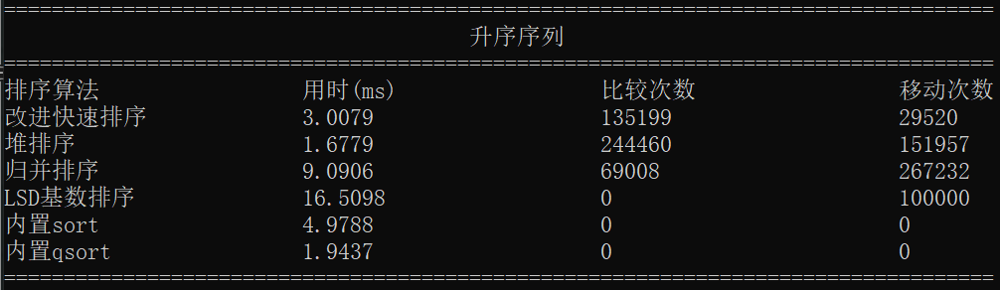 ================================================================================
升序序列
================================================================================
排序算法 用时(ms) 比较次数 移动次数
改进快速排序 3.0079 135199 29520
堆排序 1.6779 244460 151957
归并排序 9.0906 69008 267232
LSD基数排序 16.5098 0 100000
内置sort 4.9788 0 0
内置qsort 1.9437 0 0
================================================================================